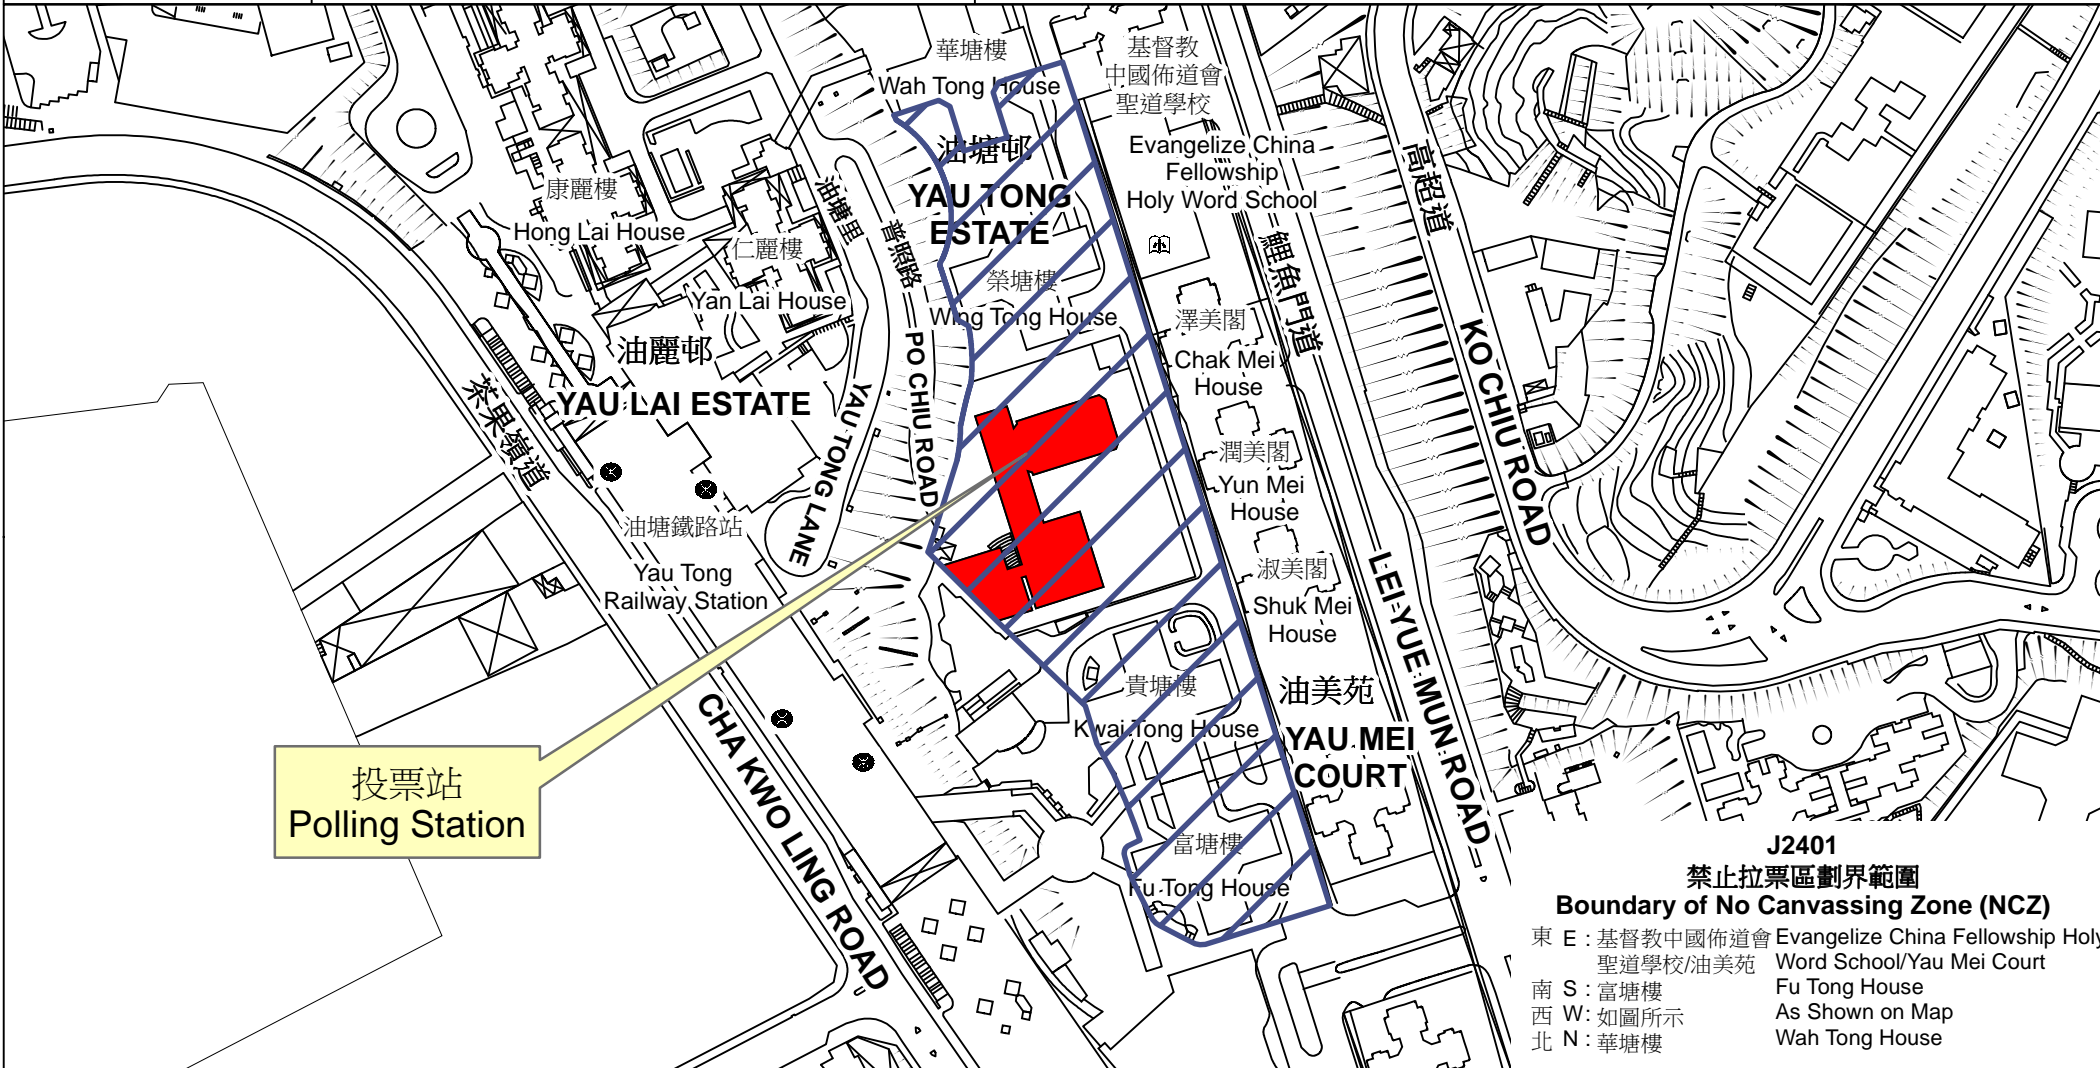 華塘樓
Wah Tong House
基督教
中國佈道會
聖道學校
Evangelize China
Fellowship
Holy Word School
油塘邨
YAU TONG
ESTATE
康麗樓
Hong Lai House
仁麗樓
Yan Lai House
油塘里
普照路
高超道
鯉魚門道
榮塘樓
Wing Tong House
澤美閣
Chak Mei
House
油麗邨
YAU LAI ESTATE
茶果嶺道
YAU TONG LANE
PO CHIU ROAD
KO CHIU ROAD
潤美閣
Yun Mei
House
油塘鐵路站
Yau Tong
Railway Station
淑美閣
Shuk Mei
House
LEI YUE MUN ROAD
貴塘樓
Kwai Tong House
油美苑
YAU MEI
COURT
CHA KWO LING ROAD
投票站
Polling Station
富塘樓
Fu Tong House
J2401
禁止拉票區劃界範圍
Boundary of No Canvassing Zone (NCZ)
東 E : 基督教中國佈道會 Evangelize China Fellowship Holy
聖道學校/油美苑 Word School/Yau Mei Court
南 S : 富塘樓 Fu Tong House
西 W: 如圖所示 As Shown on Map
北 N : 華塘樓 Wah Tong House